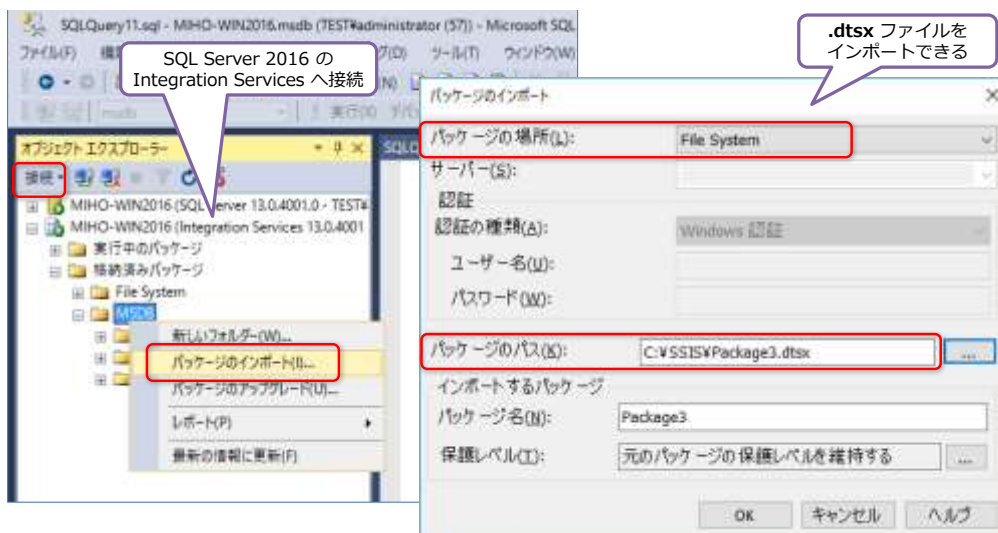 SQLQuery11.sql - MIHO-WIN2016.msdb (TEST¥administrator (57)) - Microsoft SQL
ファイル(F)
ツール(T) ウィンドウ(W)
SQL Server 2016 の
Integration Services へ接続
.dtsx ファイルを
インポートできる
msdb
実行(X)
オブジェクト エクスプローラー
接続
MIHO-WIN2016 (SQL Server 13.0.4001.0 - TEST¥
MIHO-WIN2016 (Integration Services 13.0.4001
実行中のパッケージ
格納済みパッケージ
File System
MSDB
新しいフォルダー(W)...
パッケージのインポート(I)...
パッケージのアップグレード(U)...
レポート(P)
最新の情報に更新(F)
パッケージのインポート
パッケージの場所(L): File System
サーバー(S):
認証
認証の種類(A): Windows 認証
ユーザー名(U):
パスワード(W):
パッケージのパス(K): C:¥SSIS¥Package3.dtsx ...
インポートするパッケージ
パッケージ名(N): Package3
保護レベル(T): 元のパッケージの保護レベルを維持する ...
OK キャンセル ヘルプ